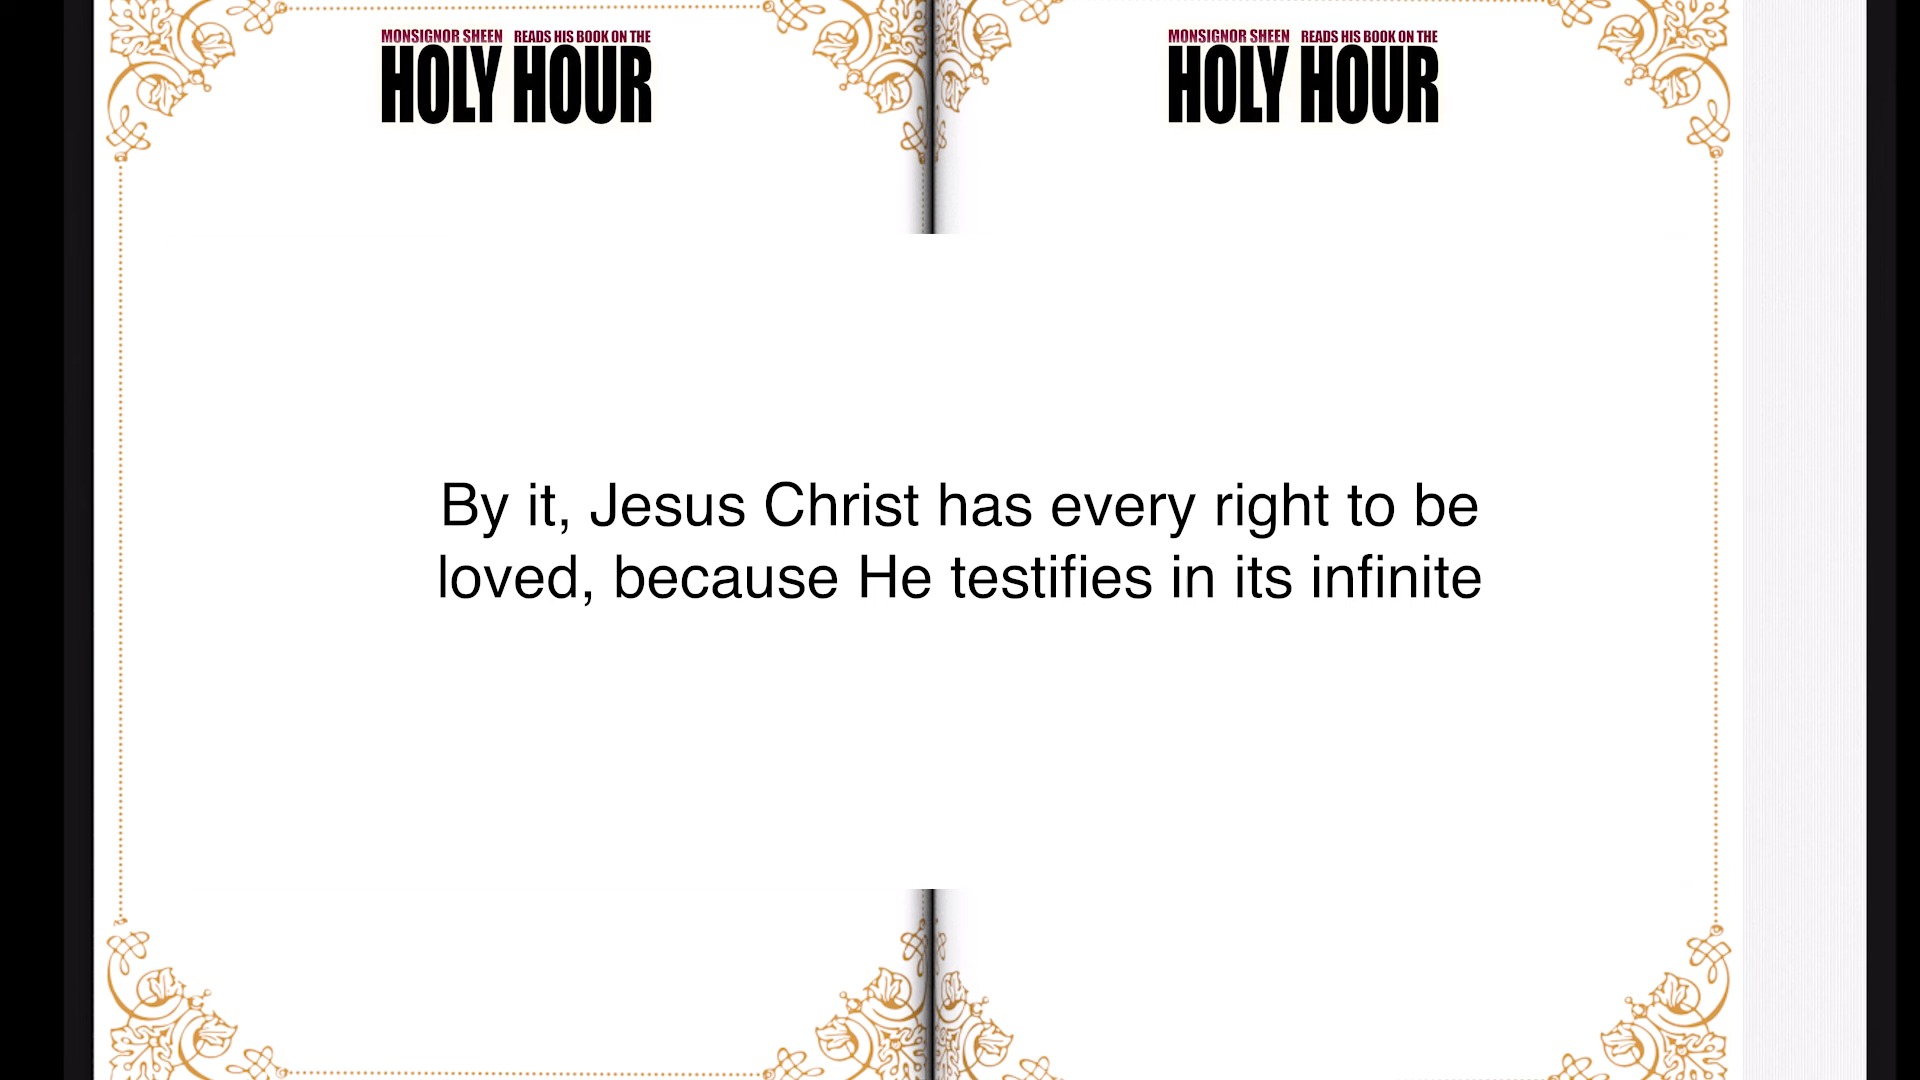 MONSIGNOR SHEEN READS HIS BOOK ON THE
HOLY HOUR
MONSIGNOR SHEEN READS HIS BOOK ON THE
HOLY HOUR
By it, Jesus Christ has every right to be
loved, because He testifies in its infinite